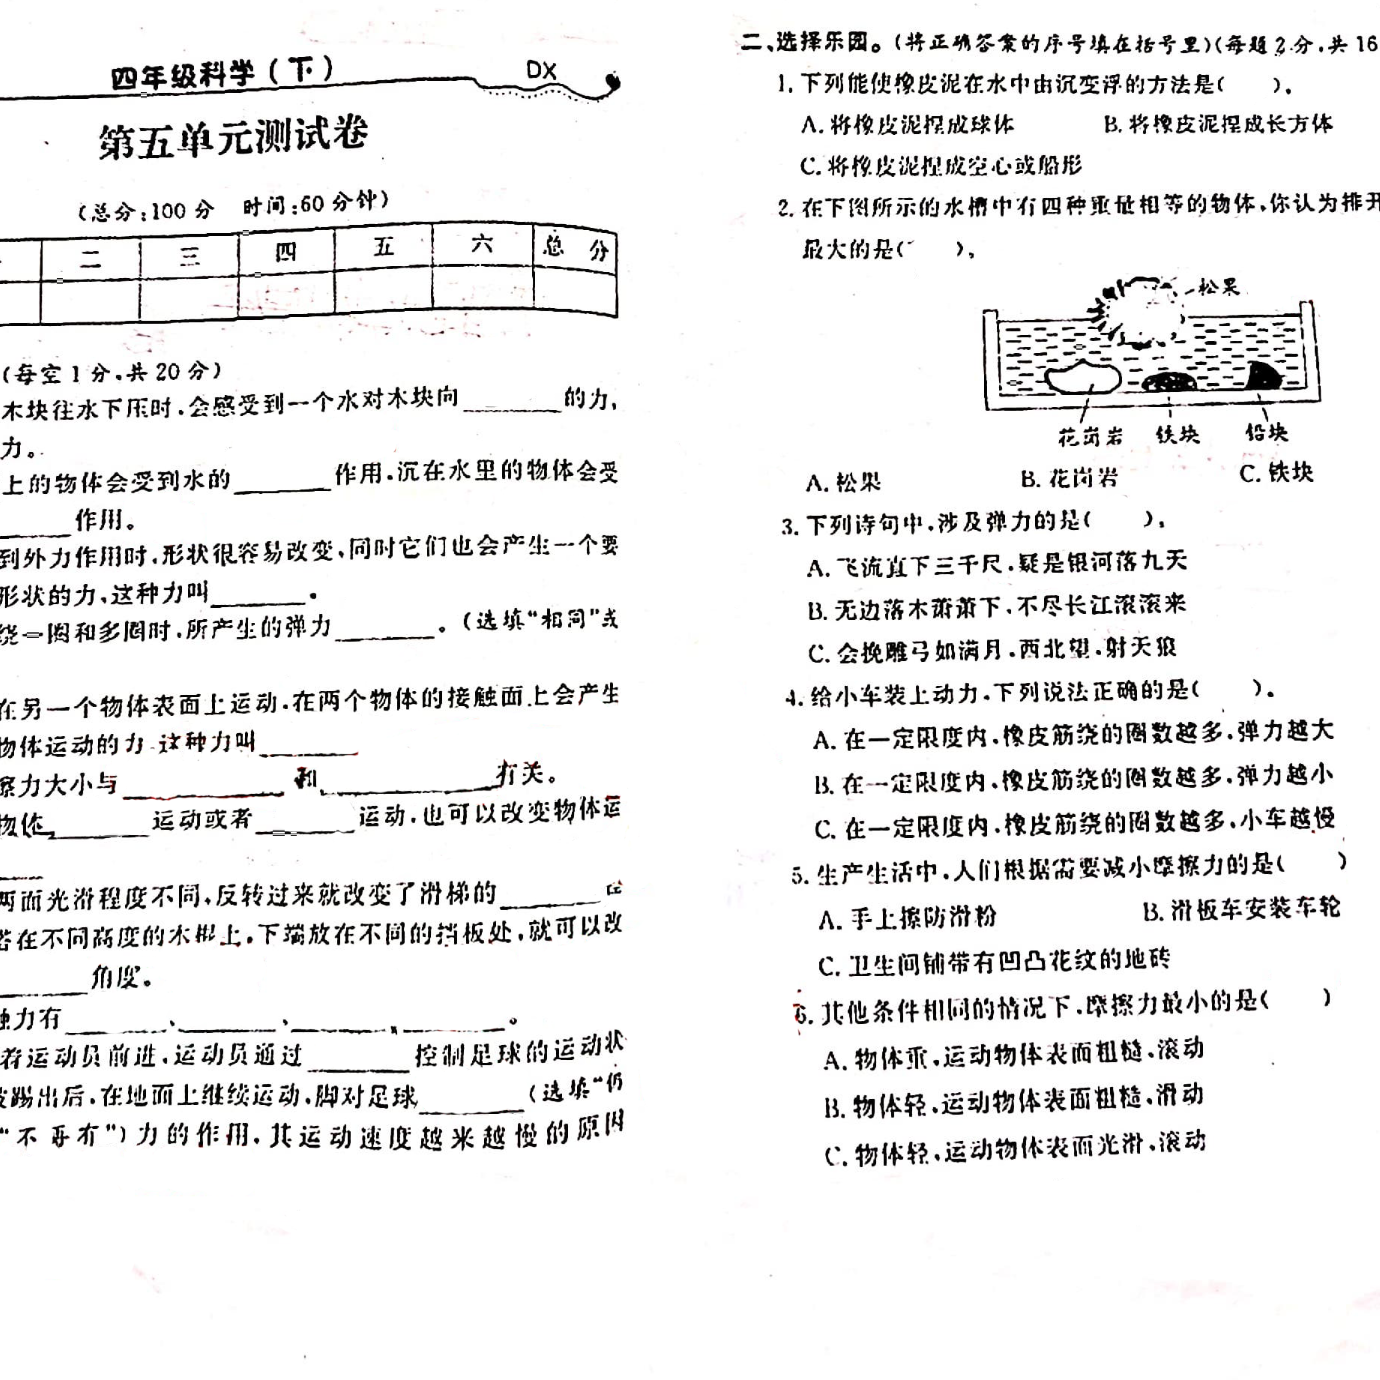 四年级科学(下)
DX
第五单元测试卷
(总分:100分 时间:60分钟)
二 三 四 五 六 总分
(每空1分,共20分)
木块往水下压时,会感受到一个水对木块向______的力,
力。
上的物体会受到水的______作用,沉在水里的物体会受
______作用。
到外力作用时,形状很容易改变,同时它们也会产生一个要
形状的力,这种力叫______。
绕一圈和多圈时,所产生的弹力______。(选填“相同”或
在另一个物体表面上运动,在两个物体的接触面上会产生
物体运动的力,这种力叫______
擦力大小与______和______有关。
物体______运动或者______运动,也可以改变物体运
______
两面光滑程度不同,反转过来就改变了滑梯的______
搭在不同高度的木棍上,下端放在不同的挡板处,就可以改
______角度。
触力有______、______、______、______。
着运动员前进,运动员通过______控制足球的运动状
被踢出后,在地面上继续运动,脚对足球______(选填“仍
“不再有”)力的作用,其运动速度越来越慢的原因
二、选择乐园。(将正确答案的序号填在括号里)(每题2分,共16
1.下列能使橡皮泥在水中由沉变浮的方法是( )。
A.将橡皮泥捏成球体 B.将橡皮泥捏成长方体
C.将橡皮泥捏成空心或船形
2.在下图所示的水槽中有四种重量相等的物体,你认为排开
最大的是( )。
松果
花岗岩 铁块 铅块
A.松果 B.花岗岩 C.铁块
3.下列诗句中,涉及弹力的是( )。
A.飞流直下三千尺,疑是银河落九天
B.无边落木萧萧下,不尽长江滚滚来
C.会挽雕弓如满月,西北望,射天狼
4.给小车装上动力,下列说法正确的是( )。
A.在一定限度内,橡皮筋绕的圈数越多,弹力越大
B.在一定限度内,橡皮筋绕的圈数越多,弹力越小
C.在一定限度内,橡皮筋绕的圈数越多,小车越慢
5.生产生活中,人们根据需要减小摩擦力的是( )
A.手上擦防滑粉 B.滑板车安装车轮
C.卫生间铺带有凹凸花纹的地砖
6.其他条件相同的情况下,摩擦力最小的是( )
A.物体重,运动物体表面粗糙,滚动
B.物体轻,运动物体表面粗糙,滑动
C.物体轻,运动物体表面光滑,滚动